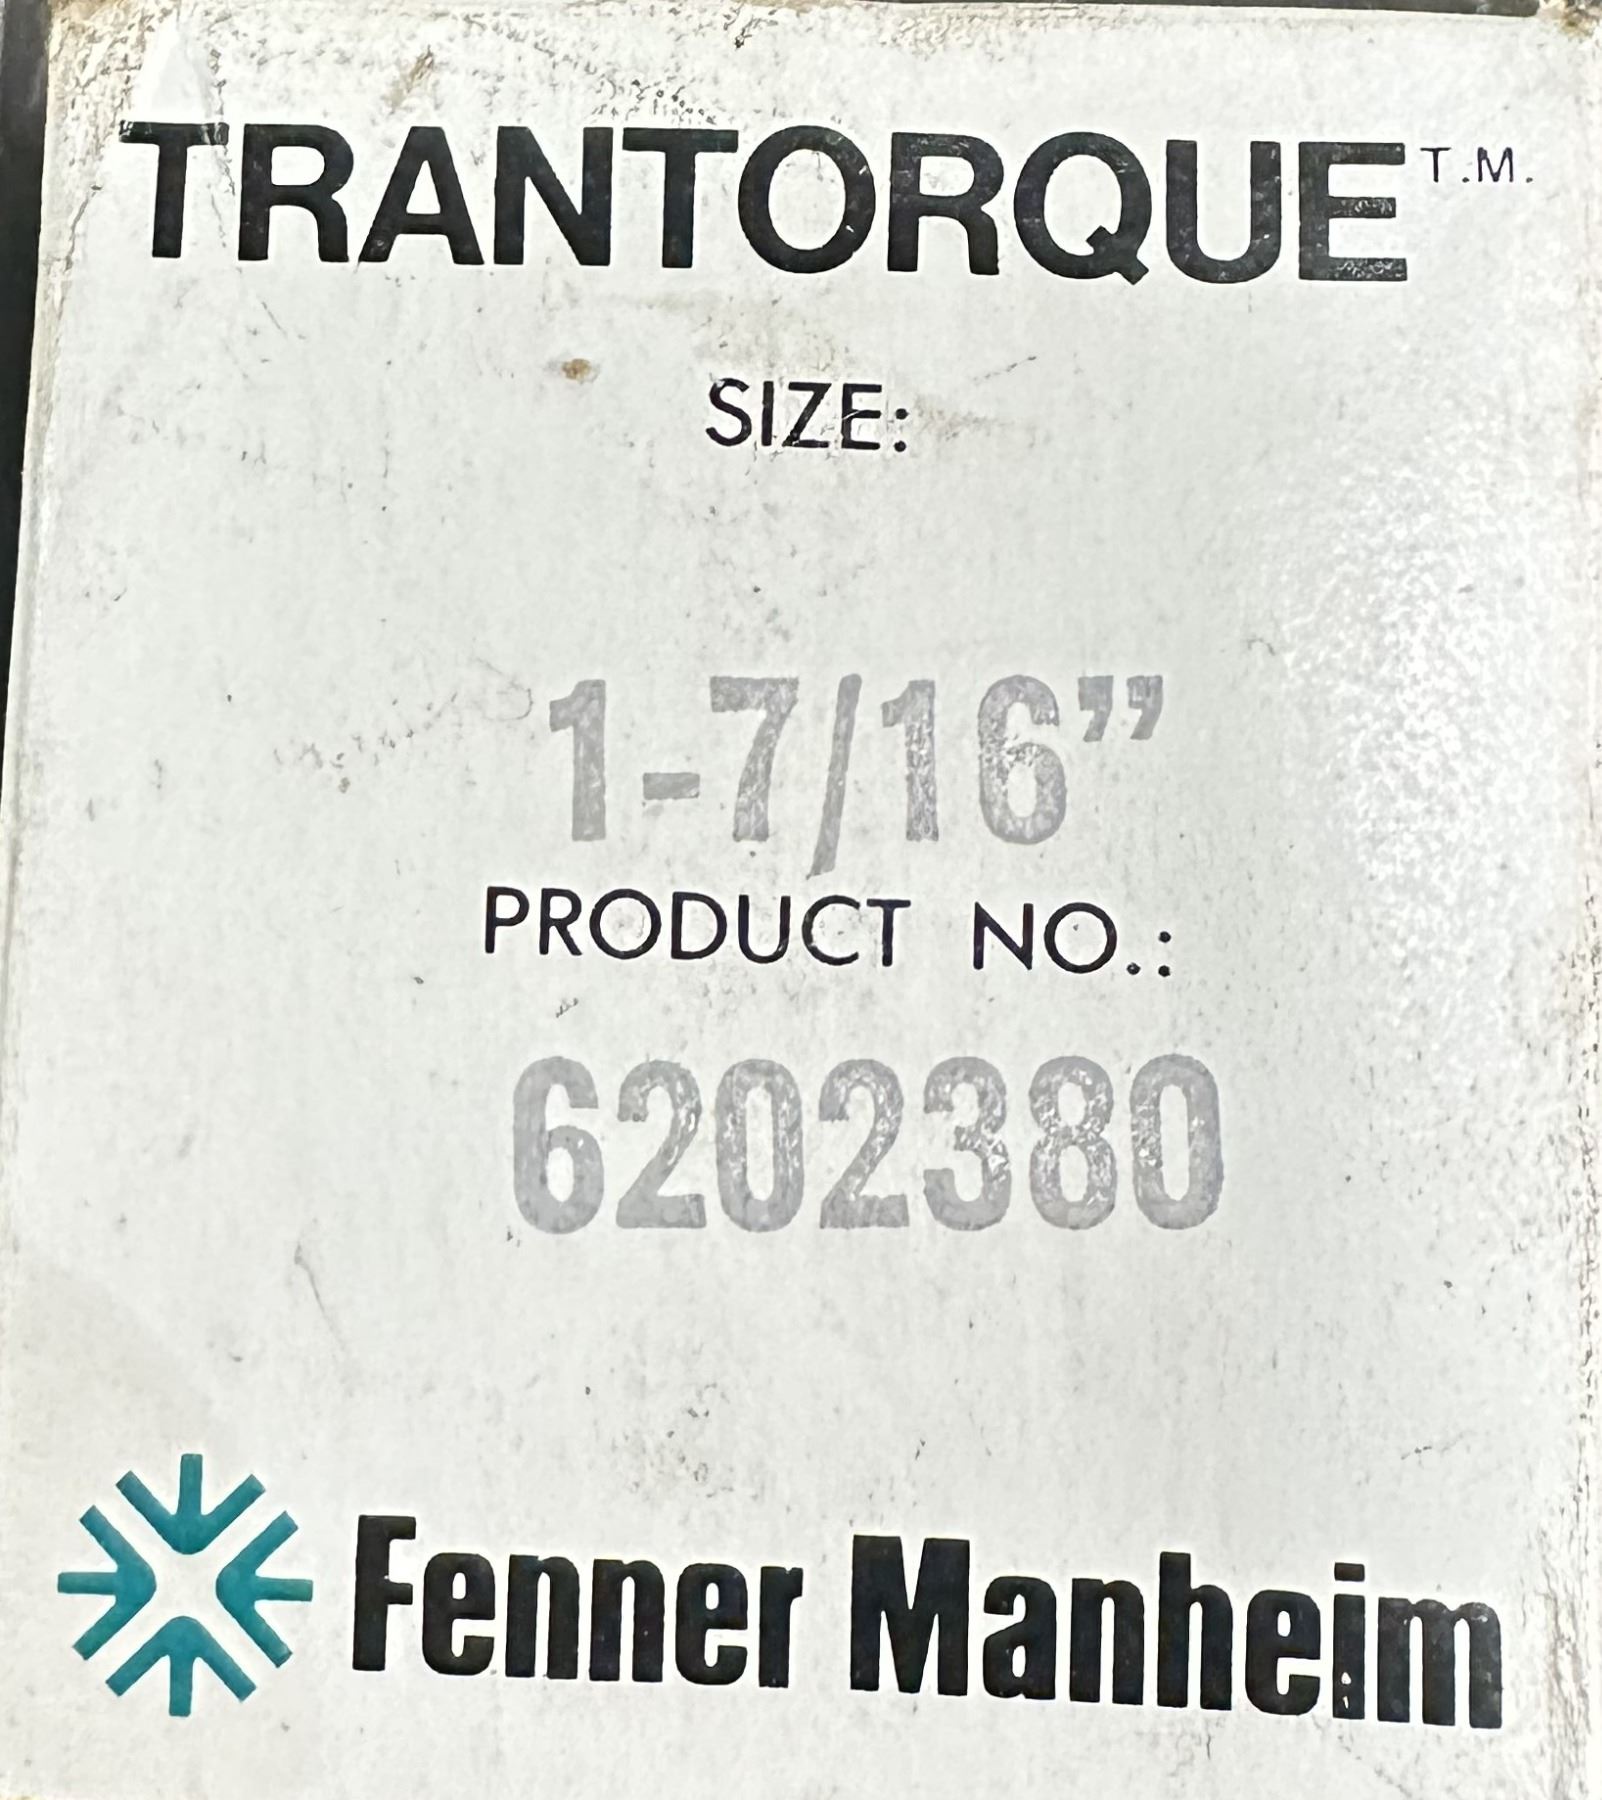 TRANTORQUE T.M.
SIZE:
1-7/16”
PRODUCT NO.:
6202380
Fenner Manheim